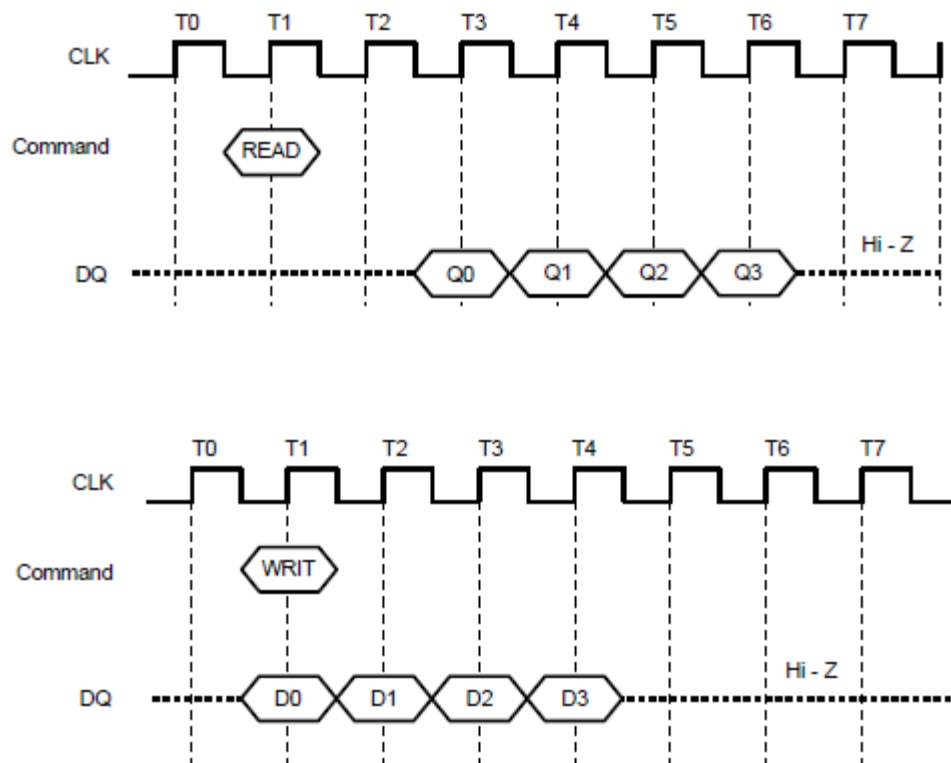 T0 T1 T2 T3 T4 T5 T6 T7
CLK
Command READ
Hi - Z
DQ Q0 Q1 Q2 Q3
T0 T1 T2 T3 T4 T5 T6 T7
CLK
Command WRIT
Hi - Z
DQ D0 D1 D2 D3